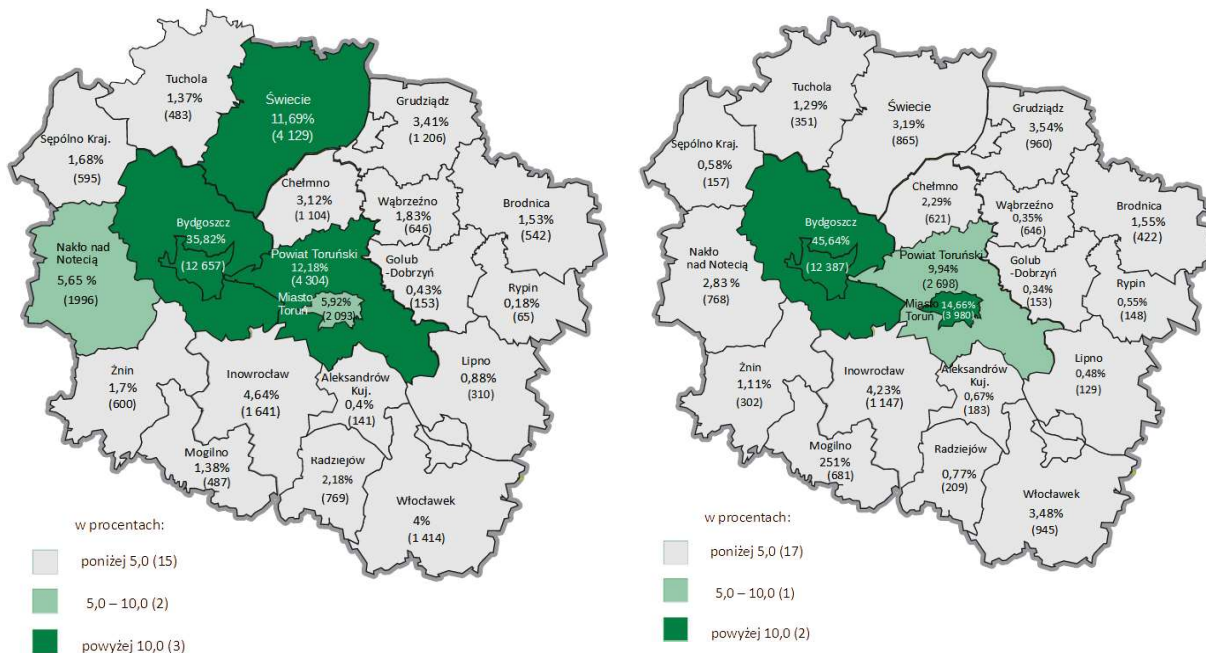 Tuchola
1,37%
(483)
Świecie
11,69%
(4 129)
Grudziądz
3,41%
(1 206)
Sępólno Kraj.
1,68%
(595)
Chełmno
3,12%
(1 104)
Wąbrzeźno
1,83%
(646)
Brodnica
1,53%
(542)
Bydgoszcz
35,82%
(12 657)
Nakło nad
Notecią
5,65 %
(1996)
Powiat Toruński
12,18%
(4 304)
Golub
-Dobrzyń
0,43%
(153)
Rypin
0,18%
(65)
Miasto
Toruń
5,92%
(2 093)
Żnin
1,7%
(600)
Inowrocław
4,64%
(1 641)
Aleksandrów
Kuj.
0,4%
(141)
Lipno
0,88%
(310)
Mogilno
1,38%
(487)
Radziejów
2,18%
(769)
Włocławek
4%
(1 414)
w procentach:
poniżej 5,0 (15)
5,0 – 10,0 (2)
powyżej 10,0 (3)
Tuchola
1,29%
(351)
Świecie
3,19%
(865)
Grudziądz
3,54%
(960)
Sępólno Kraj.
0,58%
(157)
Chełmno
2,29%
(621)
Wąbrzeźno
0,35%
(646)
Brodnica
1,55%
(422)
Bydgoszcz
45,64%
(12 387)
Nakło
nad Notecią
2,83 %
(768)
Powiat Toruński
9,94%
(2 698)
Golub
-Dobrzyń
0,34%
(153)
Rypin
0,55%
(148)
Miasto
Toruń
14,66%
(3 980)
Żnin
1,11%
(302)
Inowrocław
4,23%
(1 147)
Aleksandrów
Kuj.
0,67%
(183)
Lipno
0,48%
(129)
Mogilno
251%
(681)
Radziejów
0,77%
(209)
Włocławek
3,48%
(945)
w procentach:
poniżej 5,0 (17)
5,0 – 10,0 (1)
powyżej 10,0 (2)